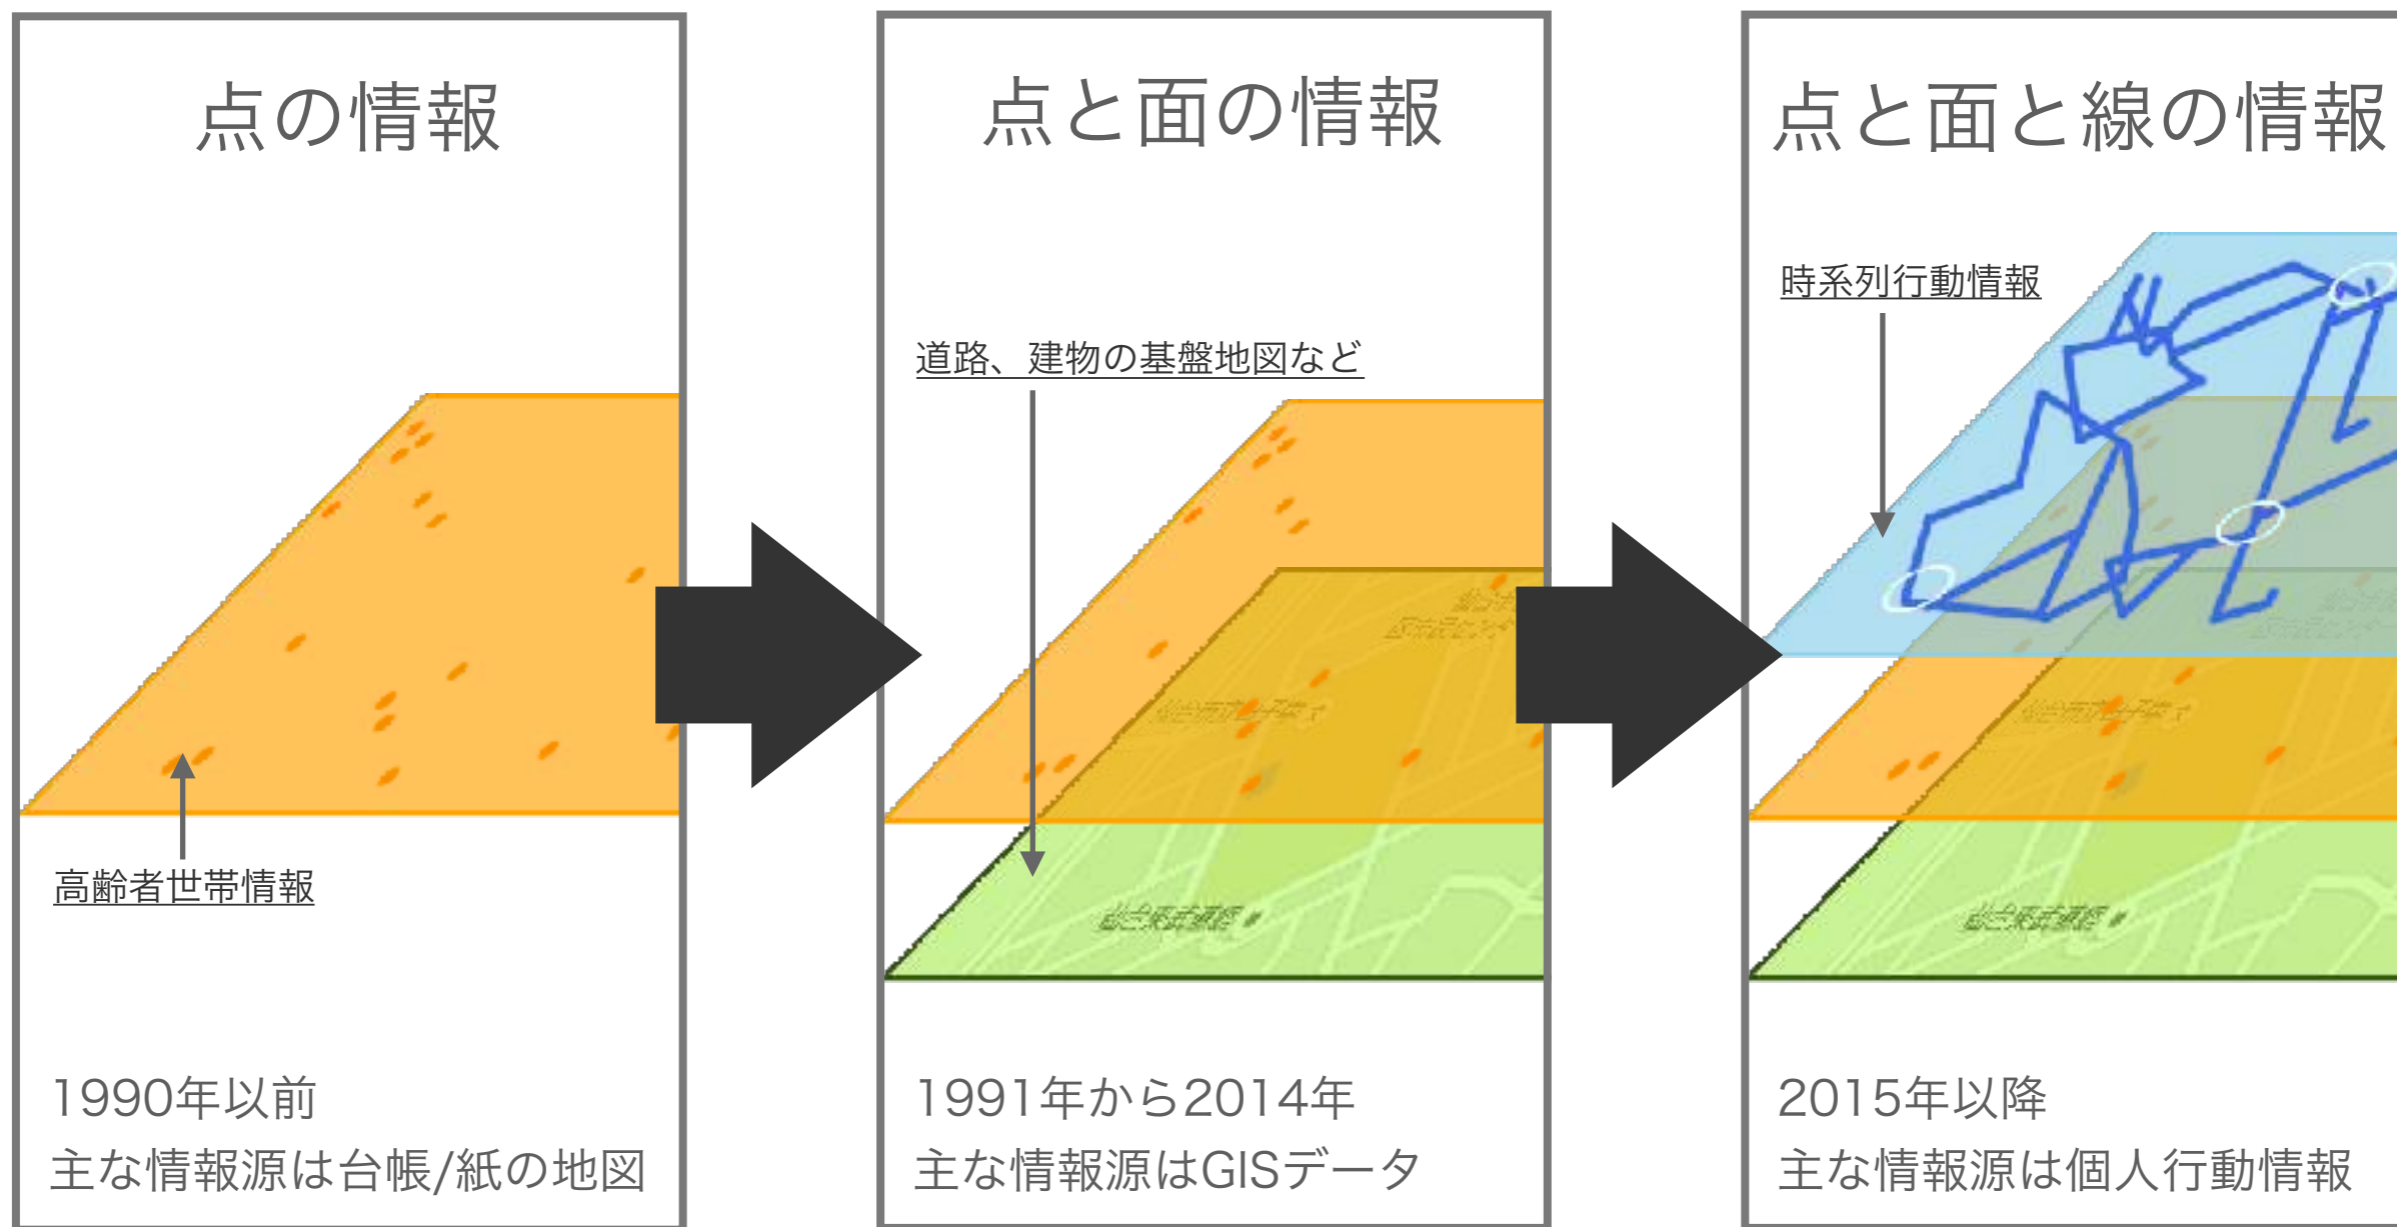 点の情報
高齢者世帯情報
1990年以前
主な情報源は台帳/紙の地図
点と面の情報
道路、建物の基盤地図など
1991年から2014年
主な情報源はGISデータ
点と面と線の情報
時系列行動情報
2015年以降
主な情報源は個人行動情報